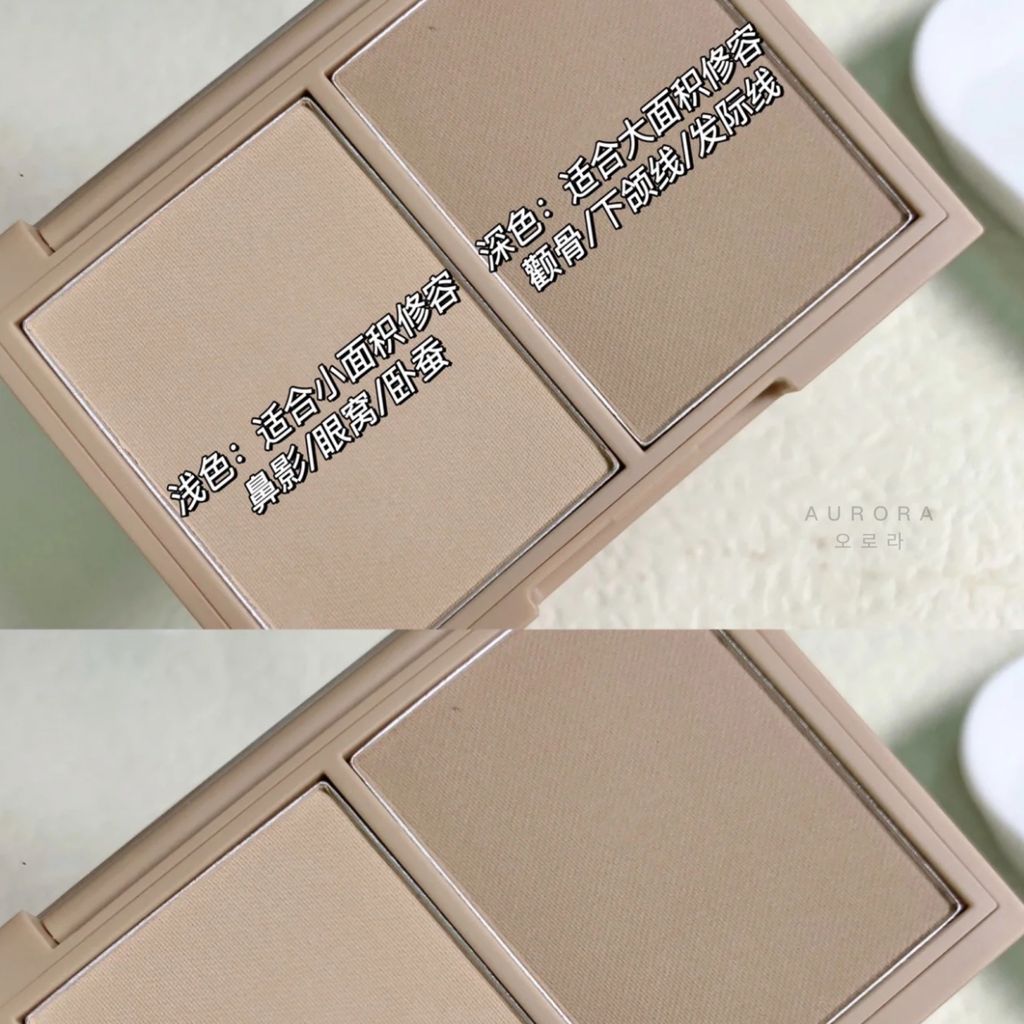 深色：适合大面积修容
颧骨/下颌线/发际线
浅色：适合小面积修容
鼻影/眼窝/卧蚕
AURORA
오로라